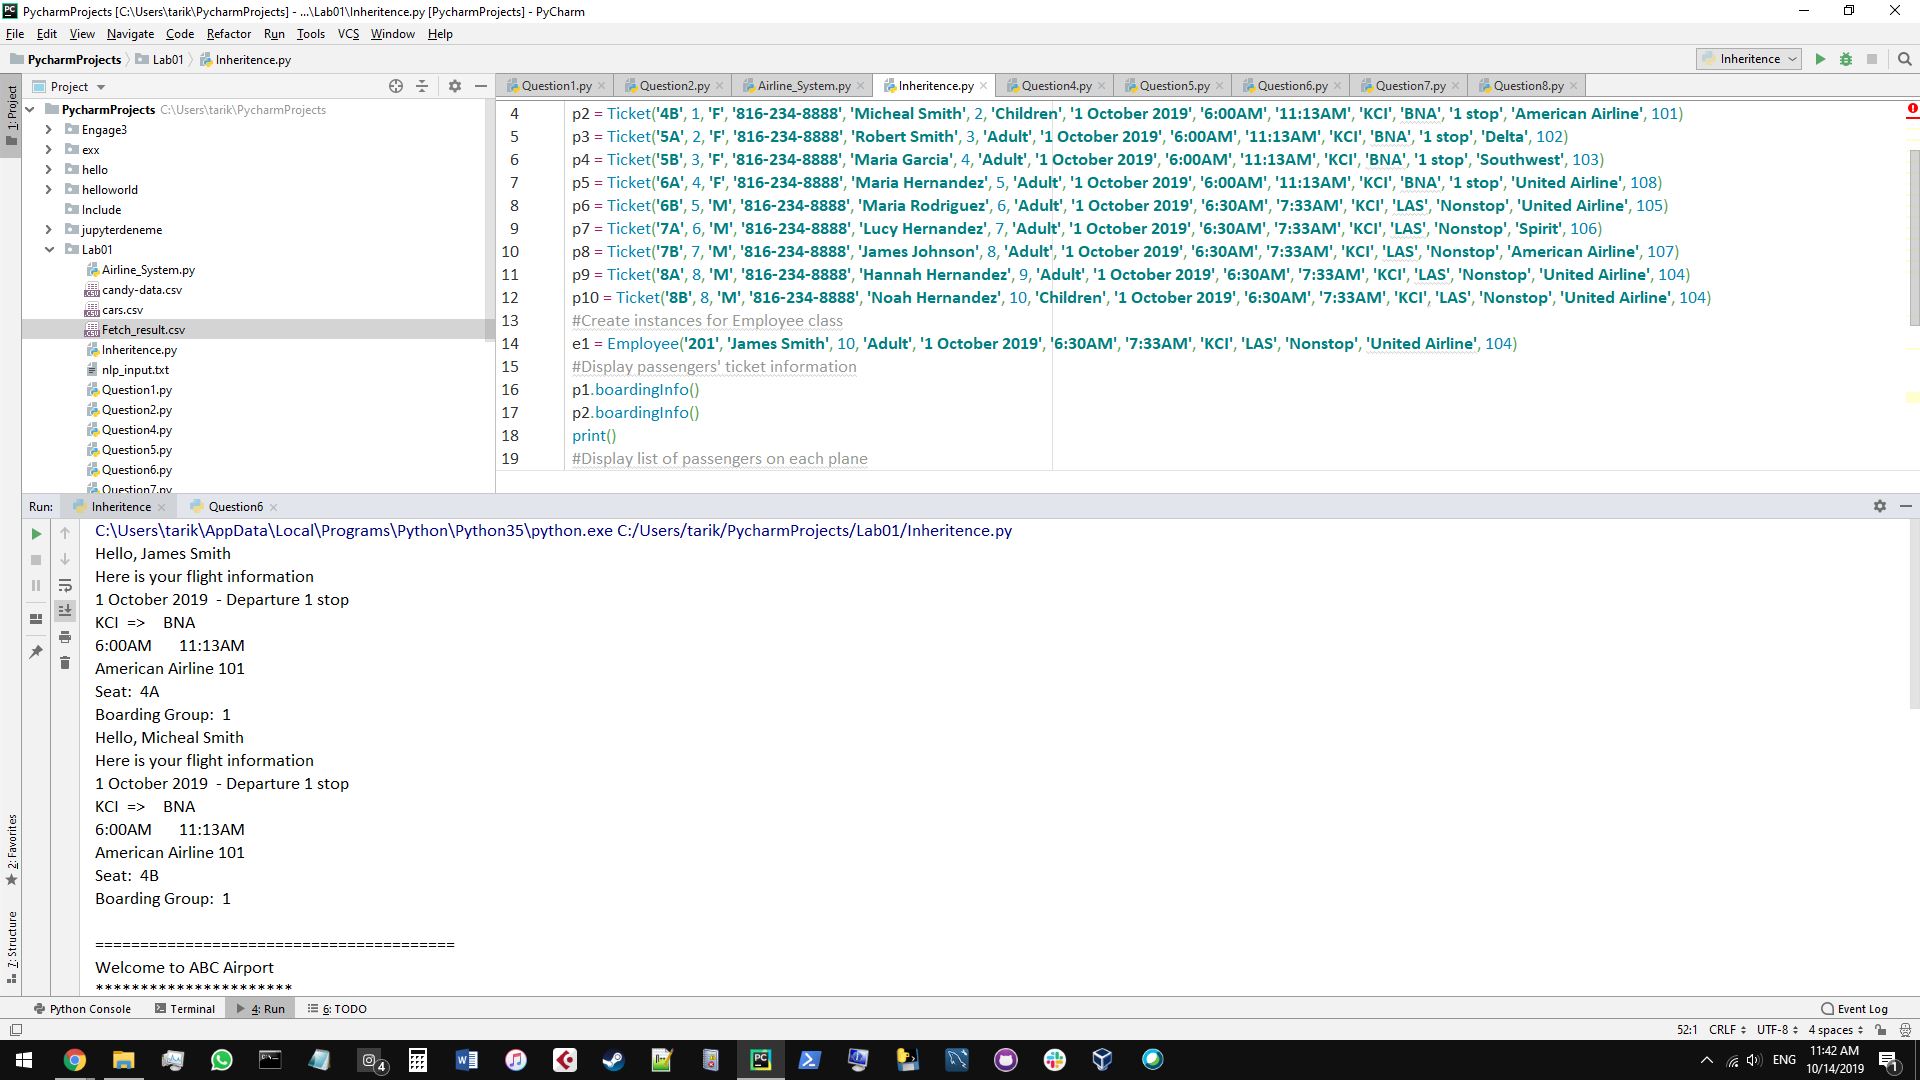 PycharmProjects [C:\Users\tarik\PycharmProjects] - ...\Lab01\Inheritence.py [PycharmProjects] - PyCharm
File Edit View Navigate Code Refactor Run Tools VCS Window Help
PycharmProjects Lab01 Inheritence.py
Inheritence
Project
Question1.py Question2.py Airline_System.py Inheritence.py Question4.py Question5.py Question6.py Question7.py Question8.py
1: Project
PycharmProjects C:\Users\tarik\PycharmProjects
Engage3
exx
hello
helloworld
Include
jupyterdeneme
Lab01
Airline_System.py
candy-data.csv
cars.csv
Fetch_result.csv
Inheritence.py
nlp_input.txt
Question1.py
Question2.py
Question4.py
Question5.py
Question6.py
Question7.py
4 p2 = Ticket('4B', 1, 'F', '816-234-8888', 'Micheal Smith', 2, 'Children', '1 October 2019', '6:00AM', '11:13AM', 'KCI', 'BNA', '1 stop', 'American Airline', 101)
5 p3 = Ticket('5A', 2, 'F', '816-234-8888', 'Robert Smith', 3, 'Adult', '1 October 2019', '6:00AM', '11:13AM', 'KCI', 'BNA', '1 stop', 'Delta', 102)
6 p4 = Ticket('5B', 3, 'F', '816-234-8888', 'Maria Garcia', 4, 'Adult', '1 October 2019', '6:00AM', '11:13AM', 'KCI', 'BNA', '1 stop', 'Southwest', 103)
7 p5 = Ticket('6A', 4, 'F', '816-234-8888', 'Maria Hernandez', 5, 'Adult', '1 October 2019', '6:00AM', '11:13AM', 'KCI', 'BNA', '1 stop', 'United Airline', 108)
8 p6 = Ticket('6B', 5, 'M', '816-234-8888', 'Maria Rodriguez', 6, 'Adult', '1 October 2019', '6:30AM', '7:33AM', 'KCI', 'LAS', 'Nonstop', 'United Airline', 105)
9 p7 = Ticket('7A', 6, 'M', '816-234-8888', 'Lucy Hernandez', 7, 'Adult', '1 October 2019', '6:30AM', '7:33AM', 'KCI', 'LAS', 'Nonstop', 'Spirit', 106)
10 p8 = Ticket('7B', 7, 'M', '816-234-8888', 'James Johnson', 8, 'Adult', '1 October 2019', '6:30AM', '7:33AM', 'KCI', 'LAS', 'Nonstop', 'American Airline', 107)
11 p9 = Ticket('8A', 8, 'M', '816-234-8888', 'Hannah Hernandez', 9, 'Adult', '1 October 2019', '6:30AM', '7:33AM', 'KCI', 'LAS', 'Nonstop', 'United Airline', 104)
12 p10 = Ticket('8B', 8, 'M', '816-234-8888', 'Noah Hernandez', 10, 'Children', '1 October 2019', '6:30AM', '7:33AM', 'KCI', 'LAS', 'Nonstop', 'United Airline', 104)
13 #Create instances for Employee class
14 e1 = Employee('201', 'James Smith', 10, 'Adult', '1 October 2019', '6:30AM', '7:33AM', 'KCI', 'LAS', 'Nonstop', 'United Airline', 104)
15 #Display passengers' ticket information
16 p1.boardingInfo()
17 p2.boardingInfo()
18 print()
19 #Display list of passengers on each plane
Run: Inheritence Question6
C:\Users\tarik\AppData\Local\Programs\Python\Python35\python.exe C:/Users/tarik/PycharmProjects/Lab01/Inheritence.py
Hello, James Smith
Here is your flight information
1 October 2019 - Departure 1 stop
KCI => BNA
6:00AM 11:13AM
American Airline 101
Seat: 4A
Boarding Group: 1
Hello, Micheal Smith
Here is your flight information
1 October 2019 - Departure 1 stop
KCI => BNA
6:00AM 11:13AM
American Airline 101
Seat: 4B
Boarding Group: 1
========================================
Welcome to ABC Airport
**********************
2: Favorites
7: Structure
Python Console Terminal 4: Run 6: TODO Event Log
52:1 CRLF UTF-8 4 spaces
4
PC
ENG
11:42 AM
10/14/2019
1